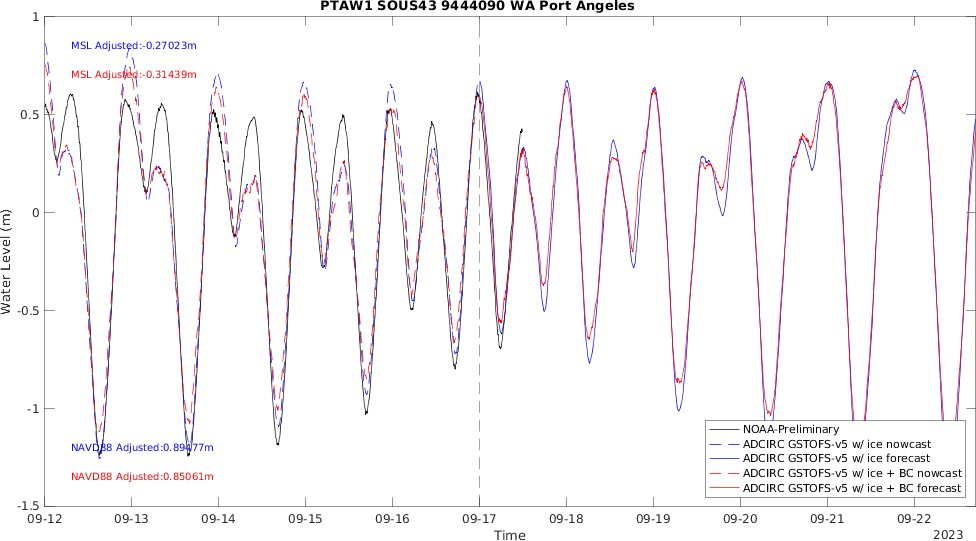 PTAW1 SOUS43 9444090 WA Port Angeles
MSL Adjusted:-0.27023m
MSL Adjusted:-0.31439m
NAVD88 Adjusted:0.89477m
NAVD88 Adjusted:0.85061m
Water Level (m)
1
0.5
0
-0.5
-1
-1.5
NOAA-Preliminary
ADCIRC GSTOFS-v5 w/ ice nowcast
ADCIRC GSTOFS-v5 w/ ice forecast
ADCIRC GSTOFS-v5 w/ ice + BC nowcast
ADCIRC GSTOFS-v5 w/ ice + BC forecast
09-12 09-13 09-14 09-15 09-16 09-17 09-18 09-19 09-20 09-21 09-22
Time
2023